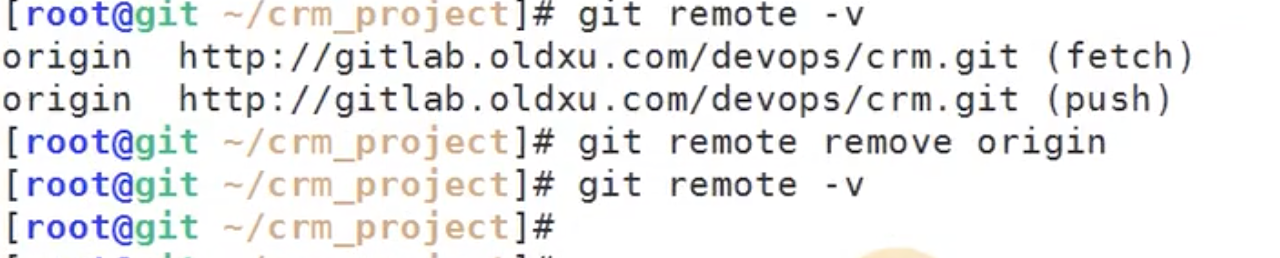 [root@git ~/crm_project]# git remote -v
origin  http://gitlab.oldxu.com/devops/crm.git (fetch)
origin  http://gitlab.oldxu.com/devops/crm.git (push)
[root@git ~/crm_project]# git remote remove origin
[root@git ~/crm_project]# git remote -v
[root@git ~/crm_project]#